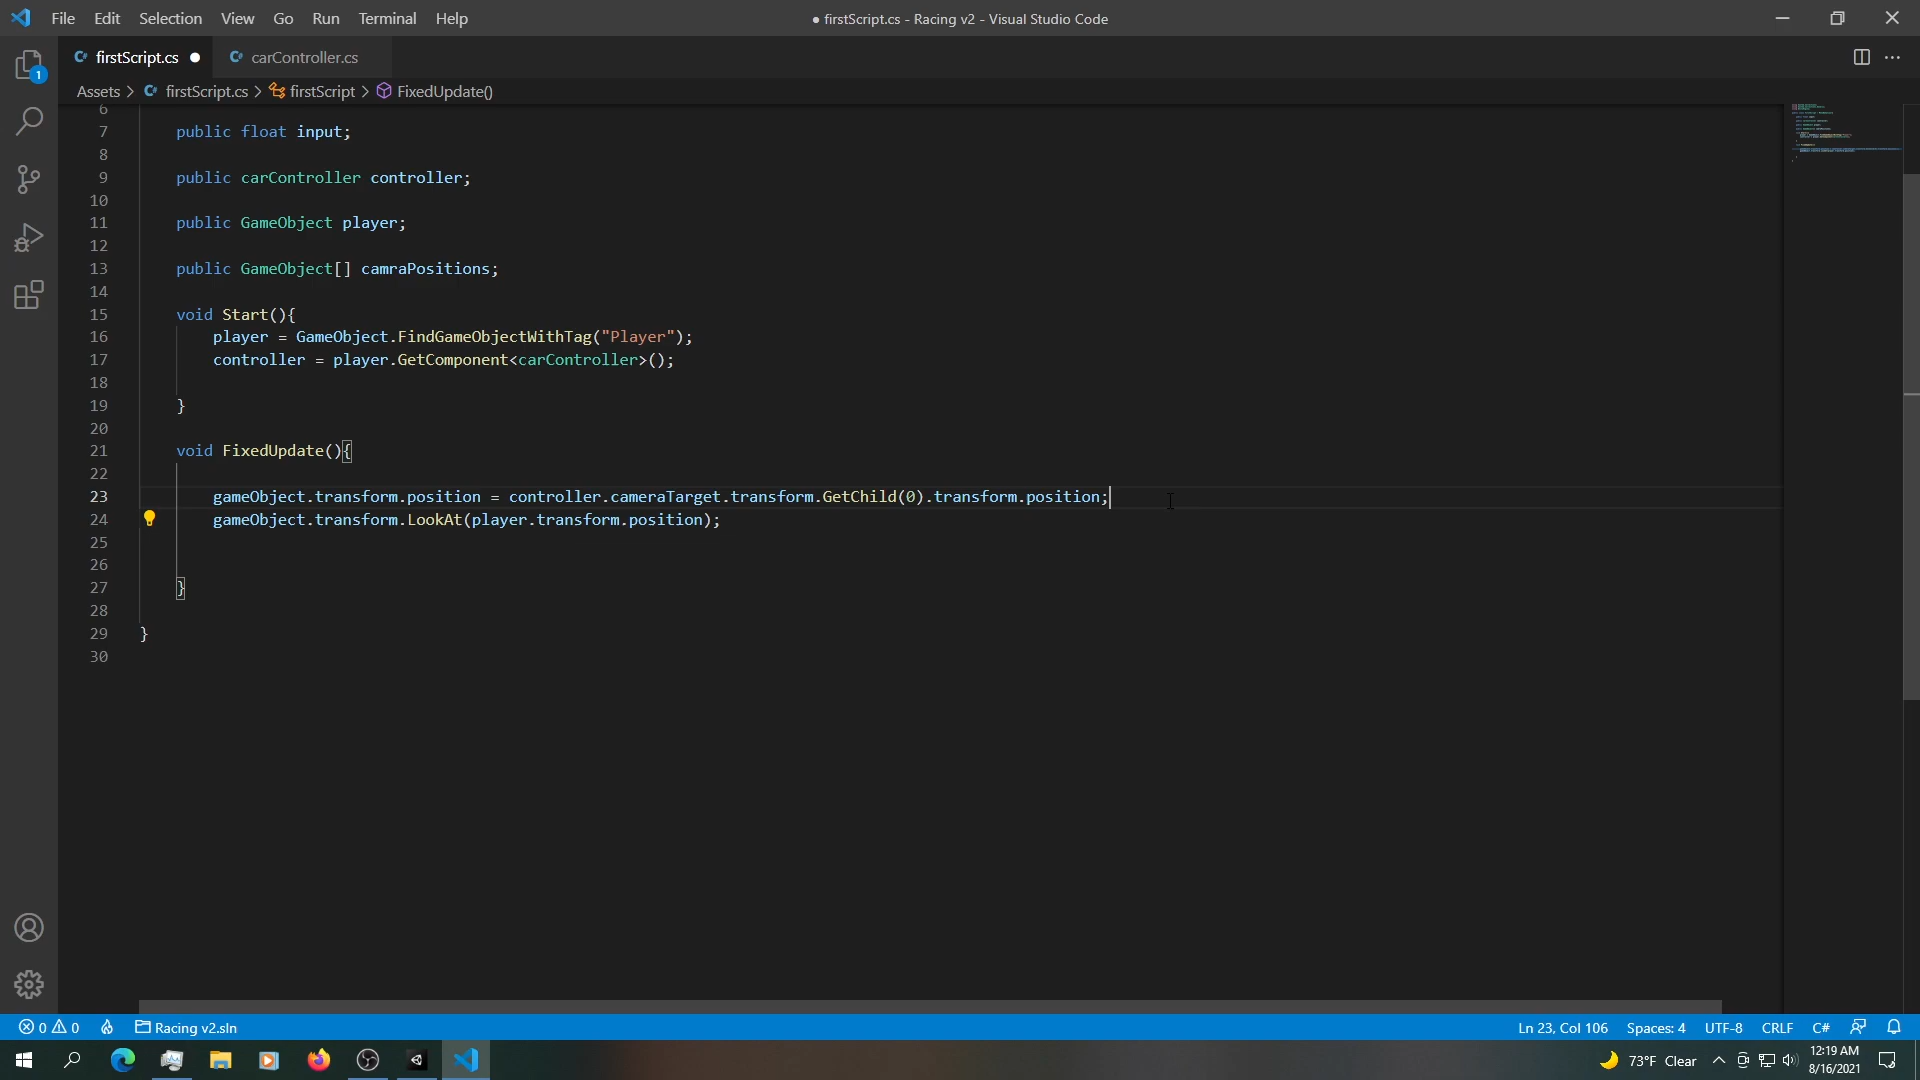 File Edit Selection View Go Run Terminal Help
● firstScript.cs - Racing v2 - Visual Studio Code
firstScript.cs ●
carController.cs
1
Assets > firstScript.cs > firstScript > FixedUpdate()
6
7 public float input;
8
9 public carController controller;
10
11 public GameObject player;
12
13 public GameObject[] camraPositions;
14
15 void Start(){
16 player = GameObject.FindGameObjectWithTag("Player");
17 controller = player.GetComponent<carController>();
18
19 }
20
21 void FixedUpdate(){
22
23 gameObject.transform.position = controller.cameraTarget.transform.GetChild(0).transform.position;
24 gameObject.transform.LookAt(player.transform.position);
25
26
27 }
28
29 }
30
0 0 Racing v2.sln
Ln 23, Col 106 Spaces: 4 UTF-8 CRLF C#
73°F Clear
12:19 AM
8/16/2021